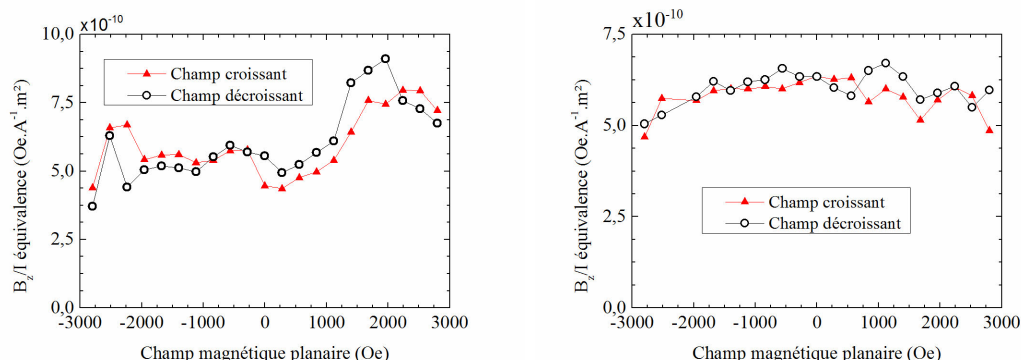 10,0 x10⁻¹⁰
7,5
5,0
2,5
0,0
Champ croissant
Champ décroissant
B_z/I équivalence (Oe.A⁻¹.m²)
-3000 -2000 -1000 0 1000 2000 3000
Champ magnétique planaire (Oe)
x10⁻¹⁰
7,5
5,0
2,5
0,0
Champ croissant
Champ décroissant
B_z/I équivalence (Oe.A⁻¹.m²)
-3000 -2000 -1000 0 1000 2000 3000
Champ magnétique planaire (Oe)